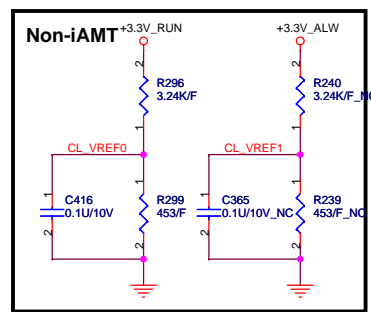 Non-iAMT
+3.3V_RUN
+3.3V_ALW
2
2
R296
3.24K/F
R240
3.24K/F_NC
1
1
CL_VREF0
CL_VREF1
1
C416
0.1U/10V
2
1
R299
453/F
2
1
C365
0.1U/10V_NC
2
1
R239
453/F_NC
2